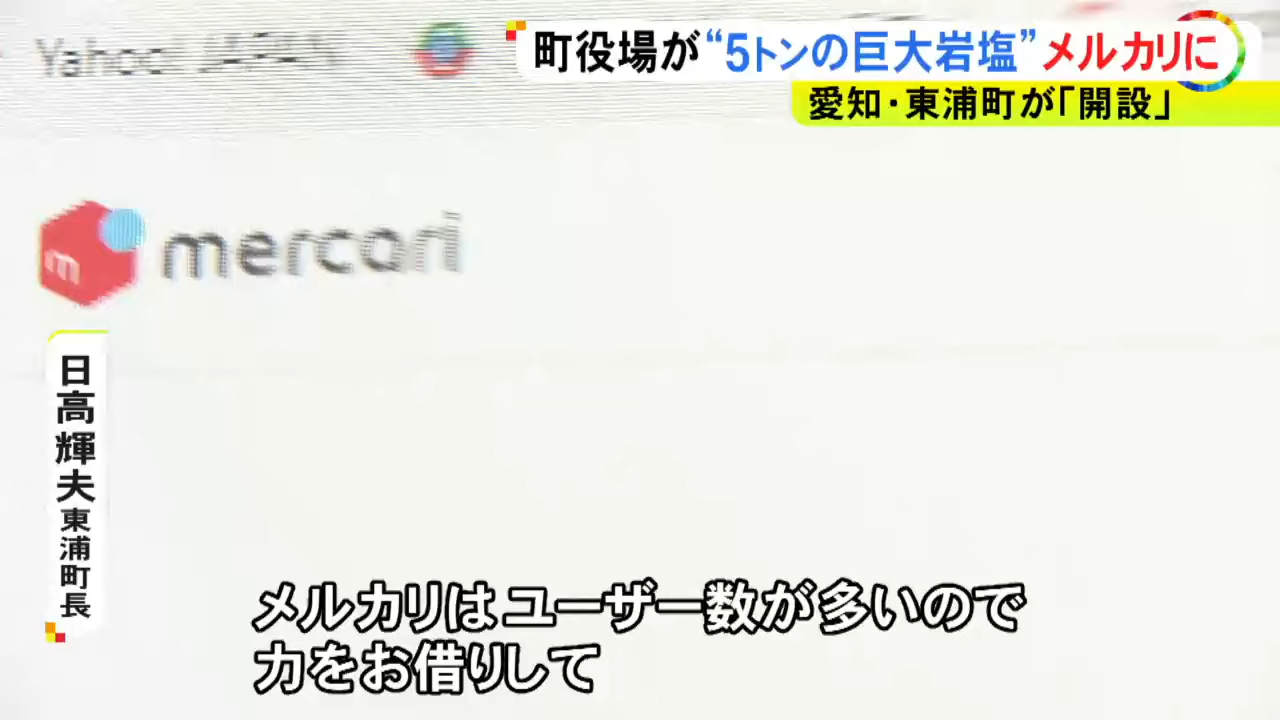 Yahoo! JAPAN
町役場が“5トンの巨大岩塩”メルカリに
愛知・東浦町が「開設」
m
mercari
日高輝夫 東浦町長
メルカリはユーザー数が多いので
力をお借りして